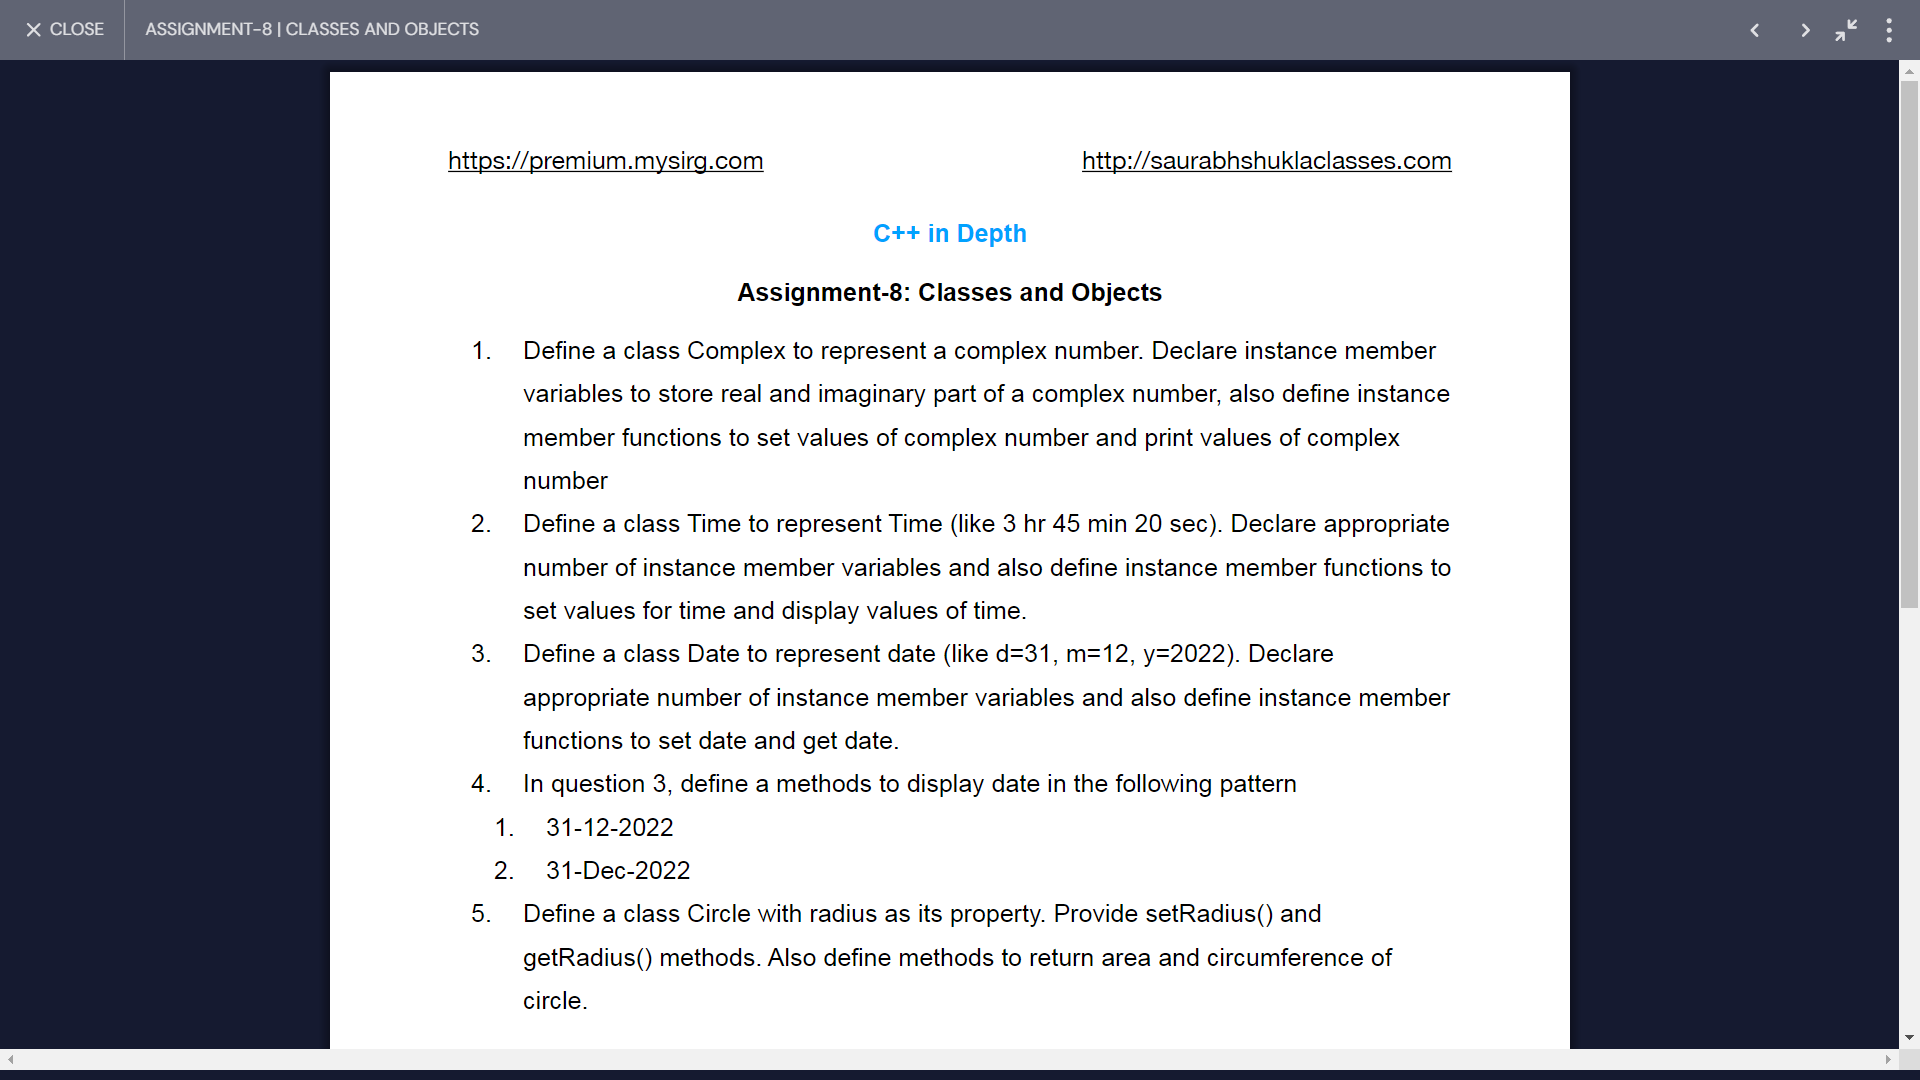 CLOSE ASSIGNMENT-8 | CLASSES AND OBJECTS
https://premium.mysirg.com http://saurabhshuklaclasses.com
C++ in Depth
Assignment-8: Classes and Objects
1. Define a class Complex to represent a complex number. Declare instance member
variables to store real and imaginary part of a complex number, also define instance
member functions to set values of complex number and print values of complex
number
2. Define a class Time to represent Time (like 3 hr 45 min 20 sec). Declare appropriate
number of instance member variables and also define instance member functions to
set values for time and display values of time.
3. Define a class Date to represent date (like d=31, m=12, y=2022). Declare
appropriate number of instance member variables and also define instance member
functions to set date and get date.
4. In question 3, define a methods to display date in the following pattern
1. 31-12-2022
2. 31-Dec-2022
5. Define a class Circle with radius as its property. Provide setRadius() and
getRadius() methods. Also define methods to return area and circumference of
circle.